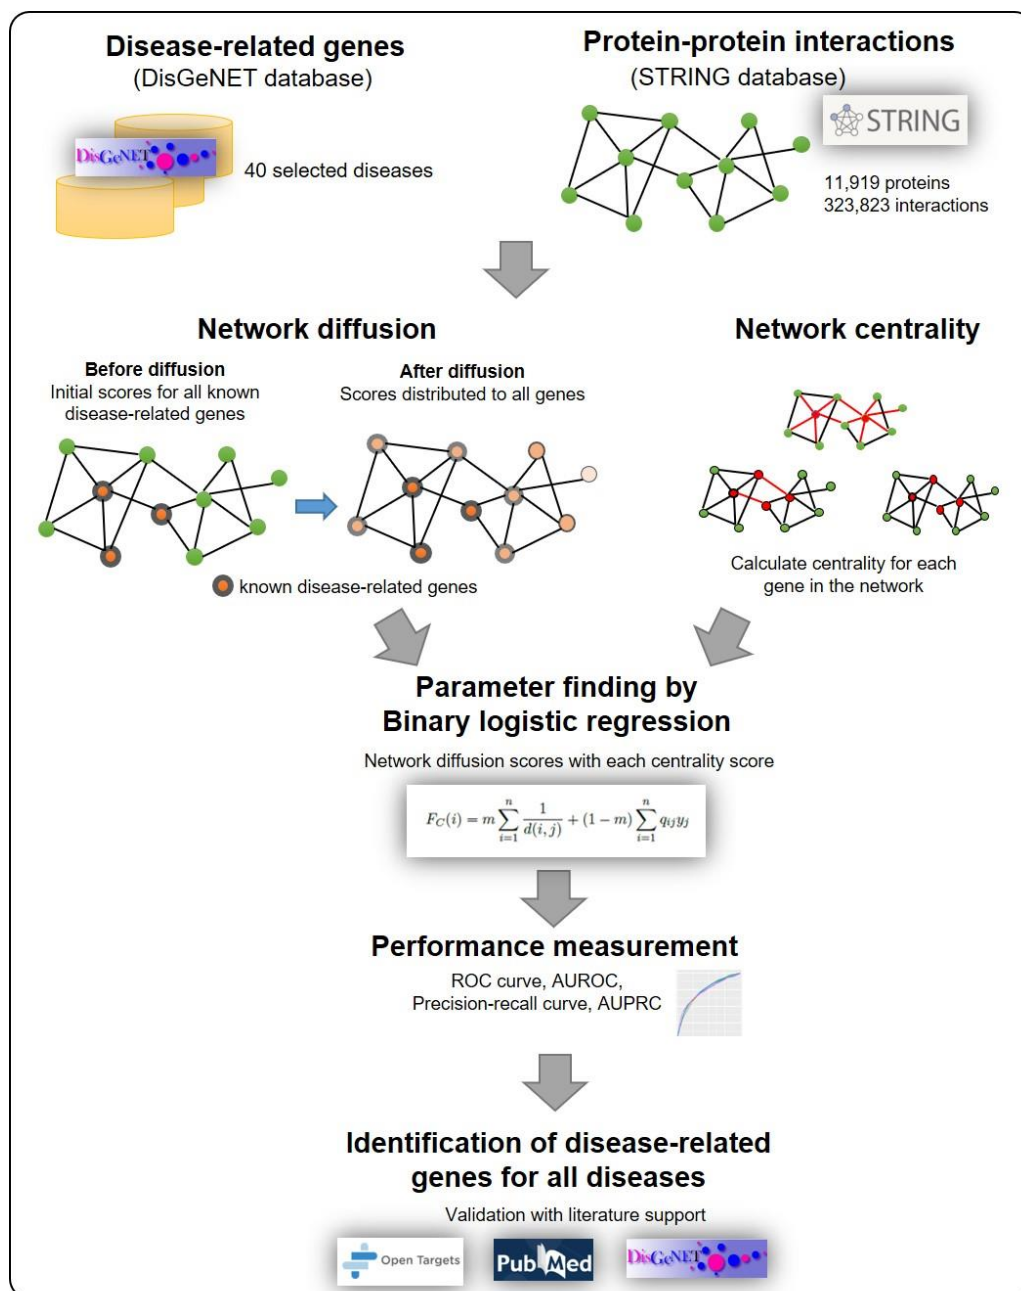 Disease-related genes
(DisGeNET database)
DisGeNET
40 selected diseases
Protein-protein interactions
(STRING database)
STRING
11,919 proteins
323,823 interactions
Network diffusion
Before diffusion
Initial scores for all known
disease-related genes
After diffusion
Scores distributed to all genes
known disease-related genes
Network centrality
Calculate centrality for each
gene in the network
Parameter finding by
Binary logistic regression
Network diffusion scores with each centrality score
F_C(i) = m \sum_{i=1}^{n} \frac{1}{d(i,j)} + (1 − m) \sum_{i=1}^{n} q_{ij} y_j
Performance measurement
ROC curve, AUROC,
Precision-recall curve, AUPRC
Identification of disease-related
genes for all diseases
Validation with literature support
Open Targets
PubMed
DisGeNET